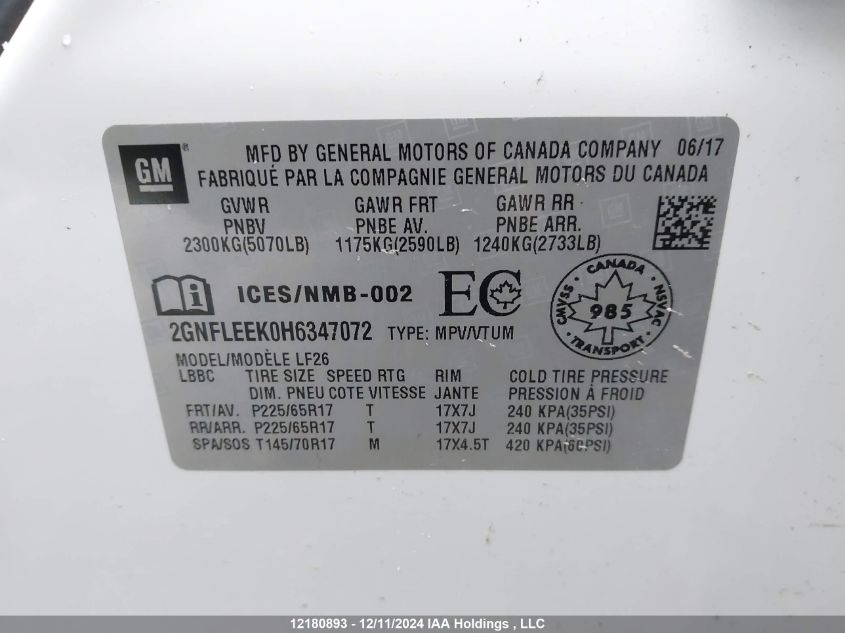 GM ®
MFD BY GENERAL MOTORS OF CANADA COMPANY 06/17
FABRIQUÉ PAR LA COMPAGNIE GENERAL MOTORS DU CANADA
GVWR GAWR FRT GAWR RR
PNBV PNBE AV. PNBE ARR.
2300KG(5070LB) 1175KG(2590LB) 1240KG(2733LB)
ICES/NMB-002 EC
CANADA
CMVSS 985 NSVAC
TRANSPORT
2GNFLEEK0H6347072 TYPE: MPV/VTUM
MODEL/MODÈLE LF26
LBBC TIRE SIZE SPEED RTG RIM COLD TIRE PRESSURE
DIM. PNEU COTE VITESSE JANTE PRESSION À FROID
FRT/AV. P225/65R17 T 17X7J 240 KPA(35PSI)
RR/ARR. P225/65R17 T 17X7J 240 KPA(35PSI)
SPA/SOS T145/70R17 M 17X4.5T 420 KPA(60PSI)
12180893 - 12/11/2024 IAA Holdings , LLC